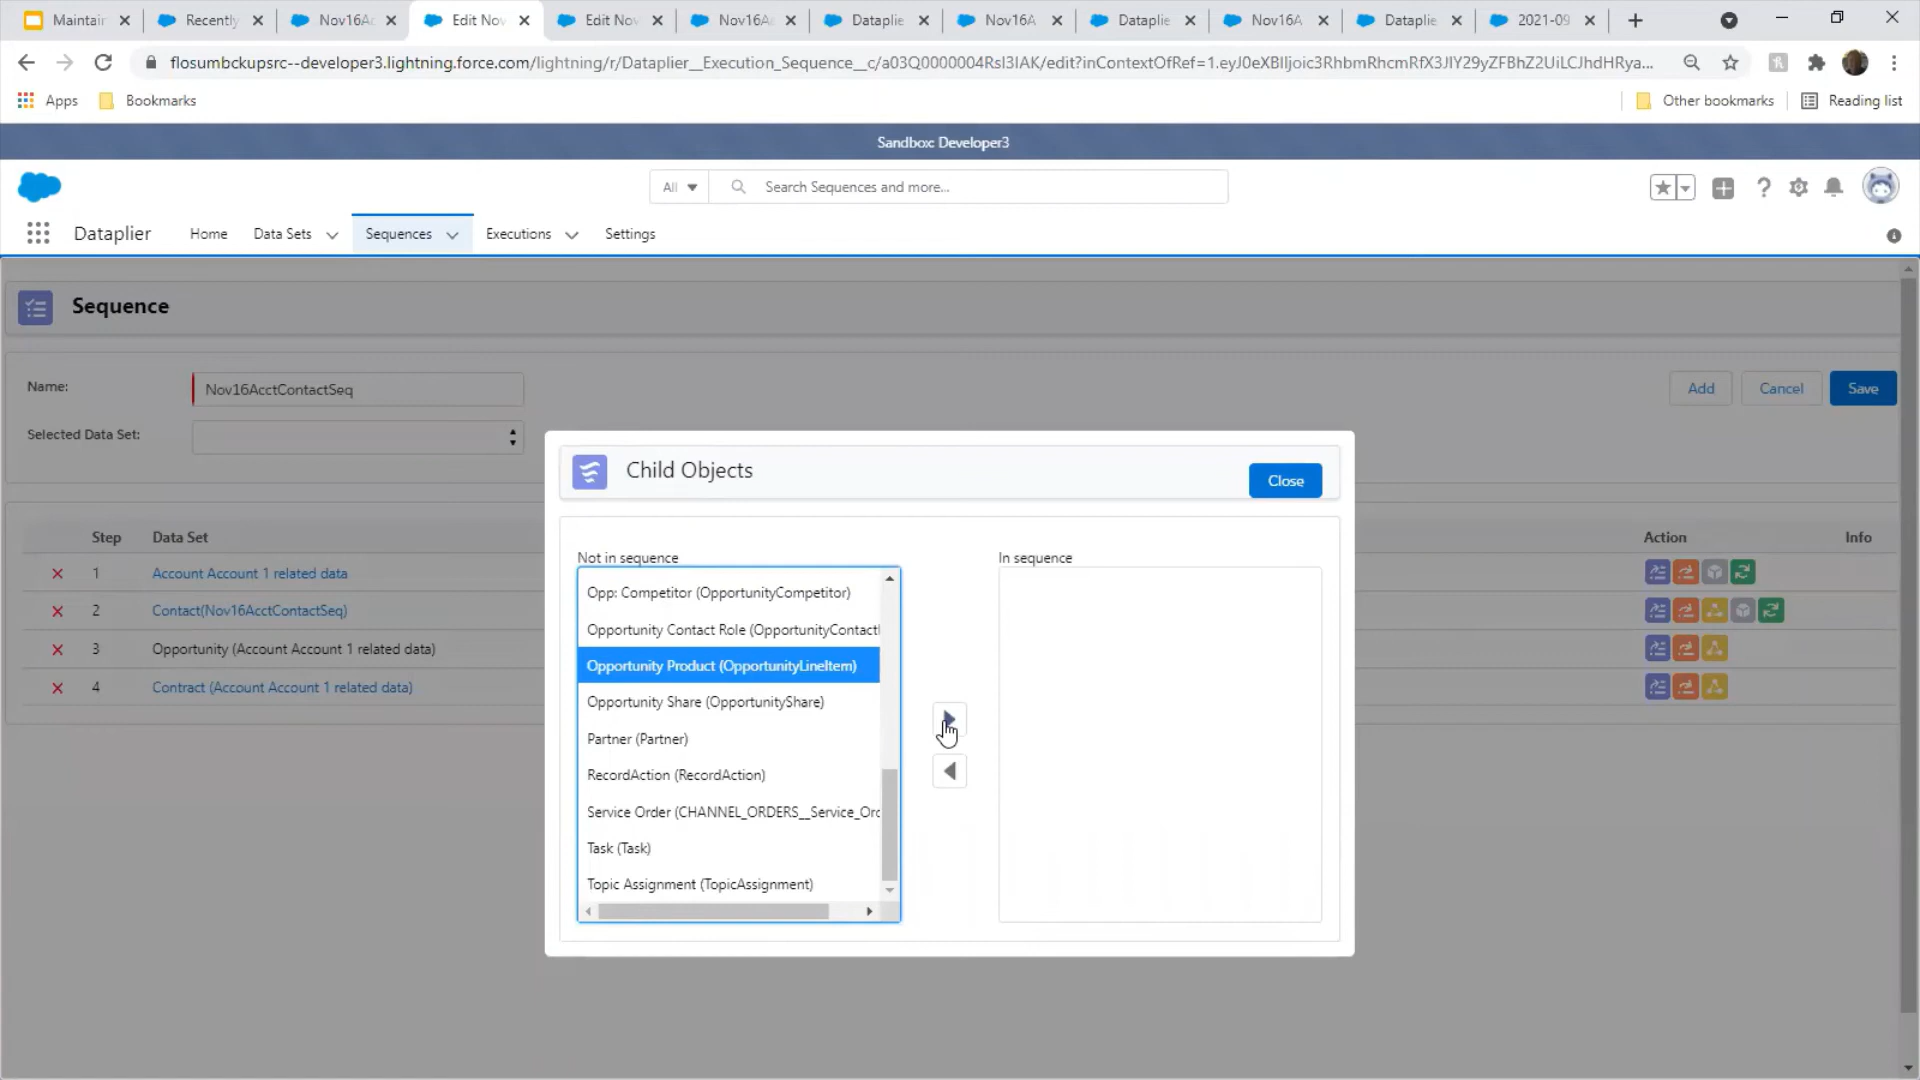 Maintain
Recently
Nov16Ac
Edit Nov
Edit Nov
Nov16Ac
Dataplie
Nov16A
Dataplie
Nov16A
Dataplie
2021-09
flosumbckupsrc--developer3.lightning.force.com/lightning/r/Dataplier__Execution_Sequence__c/a03Q0000004RsI3IAK/edit?inContextOfRef=1.eyJ0eXBlIjoic3RhbmRhcmRfX3JlY29yZFBhZ2UiLCJhdHRya...
Apps
Bookmarks
Other bookmarks
Reading list
Sandbox: Developer3
All
Search Sequences and more...
Dataplier
Home
Data Sets
Sequences
Executions
Settings
Sequence
Name:
Nov16AcctContactSeq
Add
Cancel
Save
Selected Data Set:
Step
Data Set
Action
Info
1
Account Account 1 related data
2
Contact(Nov16AcctContactSeq)
3
Opportunity (Account Account 1 related data)
4
Contract (Account Account 1 related data)
Child Objects
Close
Not in sequence
In sequence
Opp: Competitor (OpportunityCompetitor)
Opportunity Contact Role (OpportunityContactI
Opportunity Product (OpportunityLineItem)
Opportunity Share (OpportunityShare)
Partner (Partner)
RecordAction (RecordAction)
Service Order (CHANNEL_ORDERS__Service_Orc
Task (Task)
Topic Assignment (TopicAssignment)